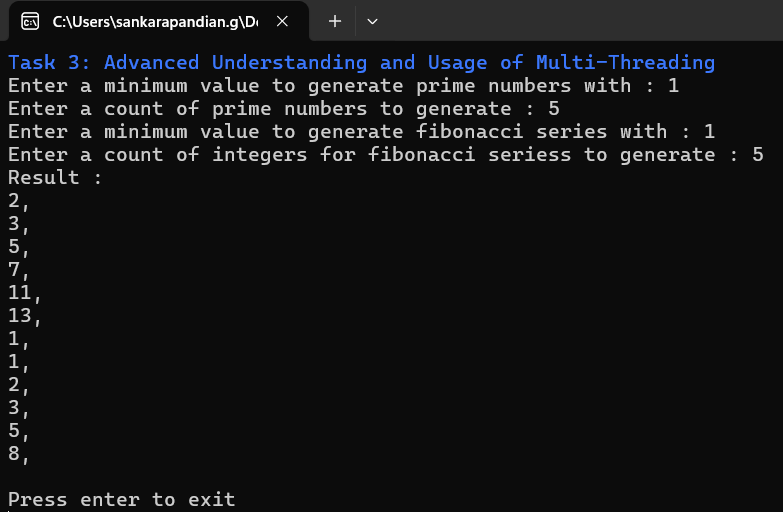 C:\Users\sankarapandian.g\De
Task 3: Advanced Understanding and Usage of Multi-Threading
Enter a minimum value to generate prime numbers with : 1
Enter a count of prime numbers to generate : 5
Enter a minimum value to generate fibonacci series with : 1
Enter a count of integers for fibonacci seriess to generate : 5
Result :
2,
3,
5,
7,
11,
13,
1,
1,
2,
3,
5,
8,
Press enter to exit